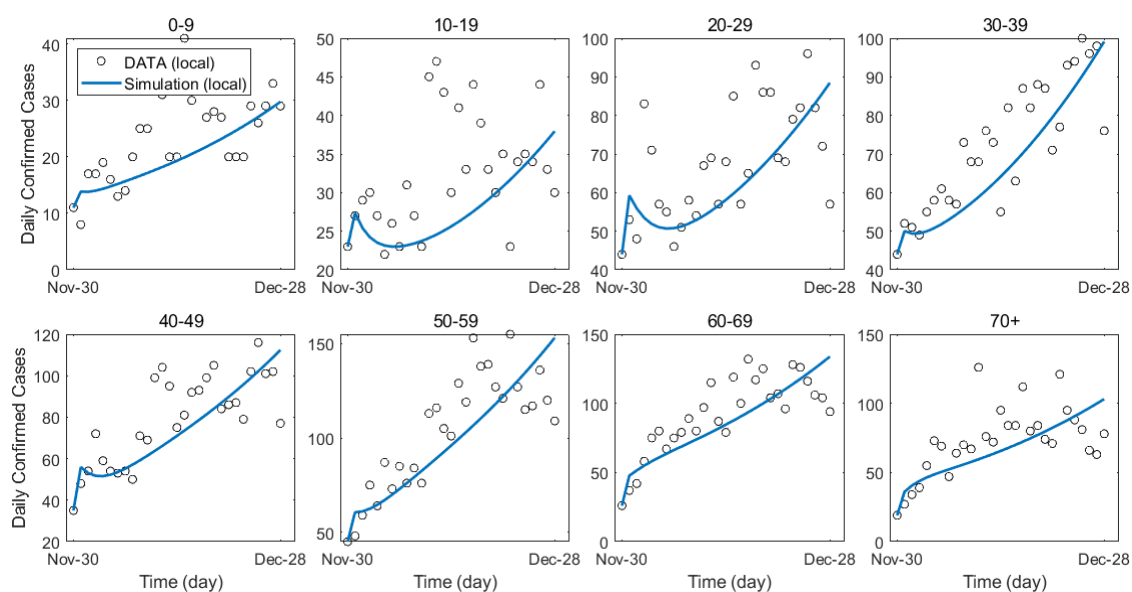 0-9
10-19
20-29
30-39
Daily Confirmed Cases
41
30
20
11
0
DATA (local)
Simulation (local)
Nov-30
Dec-28
50
45
40
35
30
25
20
Nov-30
Dec-28
100
90
80
70
60
50
40
Nov-30
Dec-28
100
90
80
70
60
50
40
Nov-30
Dec-28
40-49
50-59
60-69
70+
Daily Confirmed Cases
120
100
80
60
40
20
Nov-30
Dec-28
Time (day)
150
100
50
Nov-30
Dec-28
Time (day)
150
100
50
0
Nov-30
Dec-28
Time (day)
150
100
50
0
Nov-30
Dec-28
Time (day)